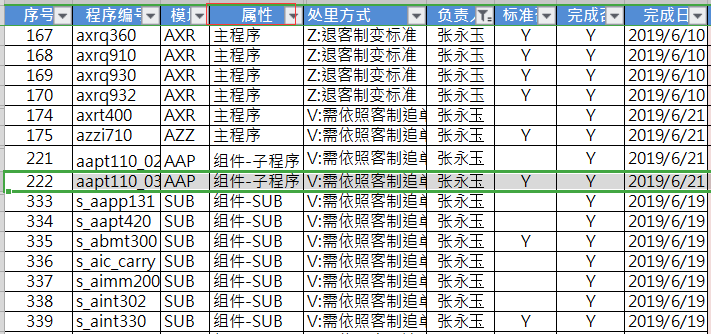 序号 程序编号 模 属性 处里方式 负责人 标准 完成否 完成日
167 axrq360 AXR 主程序 Z:退客制变标准 张永玉 Y Y 2019/6/10
168 axrq910 AXR 主程序 Z:退客制变标准 张永玉 Y Y 2019/6/10
169 axrq930 AXR 主程序 Z:退客制变标准 张永玉 Y Y 2019/6/10
170 axrq932 AXR 主程序 Z:退客制变标准 张永玉 Y Y 2019/6/10
174 axrt400 AXR 主程序 V:需依照客制追单 张永玉 Y 2019/6/21
175 azzi710 AZZ 主程序 V:需依照客制追单 张永玉 Y Y 2019/6/21
221 aapt110_02 AAP 组件-子程序 V:需依照客制追单 张永玉 Y 2019/6/21
222 aapt110_03 AAP 组件-子程序 V:需依照客制追单 张永玉 Y Y 2019/6/21
333 s_aapp131 SUB 组件-SUB V:需依照客制追单 张永玉 Y 2019/6/19
334 s_aapt420 SUB 组件-SUB V:需依照客制追单 张永玉 Y 2019/6/19
335 s_abmt300 SUB 组件-SUB V:需依照客制追单 张永玉 Y Y 2019/6/19
336 s_aic_carry SUB 组件-SUB V:需依照客制追单 张永玉 Y 2019/6/19
337 s_aimm200 SUB 组件-SUB V:需依照客制追单 张永玉 Y 2019/6/19
338 s_aint302 SUB 组件-SUB V:需依照客制追单 张永玉 Y 2019/6/19
339 s_aint330 SUB 组件-SUB V:需依照客制追单 张永玉 Y Y 2019/6/19